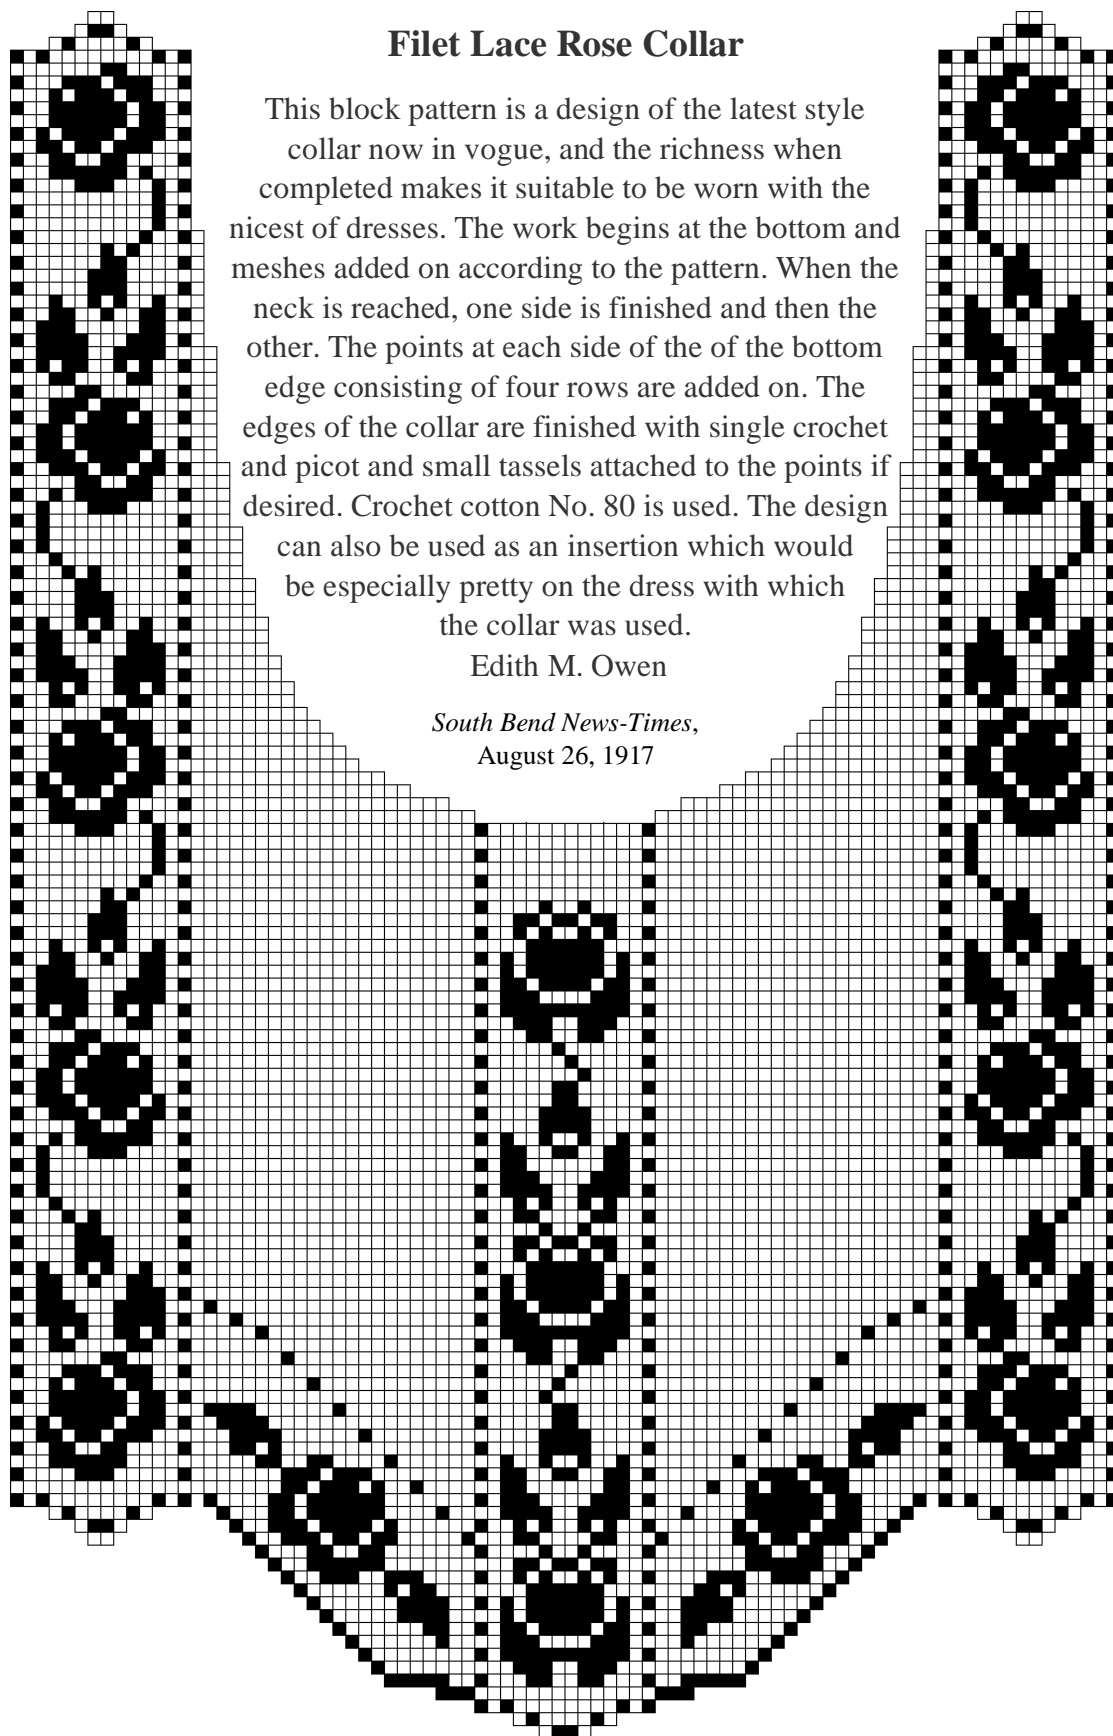 Filet Lace Rose Collar
This block pattern is a design of the latest style
collar now in vogue, and the richness when
completed makes it suitable to be worn with the
nicest of dresses. The work begins at the bottom and
meshes added on according to the pattern. When the
neck is reached, one side is finished and then the
other. The points at each side of the of the bottom
edge consisting of four rows are added on. The
edges of the collar are finished with single crochet
and picot and small tassels attached to the points if
desired. Crochet cotton No. 80 is used. The design
can also be used as an insertion which would
be especially pretty on the dress with which
the collar was used.
Edith M. Owen
South Bend News-Times,
August 26, 1917